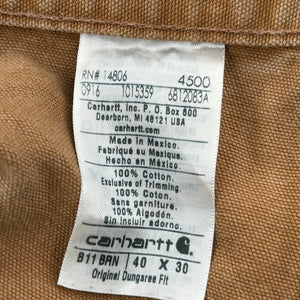 RN# 14806 4500
0916 1015359 6812083A
Carhartt, Inc. P. O. Box 600
Dearborn, MI 48121 USA
carhartt.com
Made in Mexico.
Fabriqué au Mexique.
Hecho en México.
100% Cotton.
Exclusive of Trimming.
100% Coton.
Sans garniture.
100% Algodón.
Sin incluir adorno.
carhartt
B11 BRN 40 X 30
Original Dungaree Fit